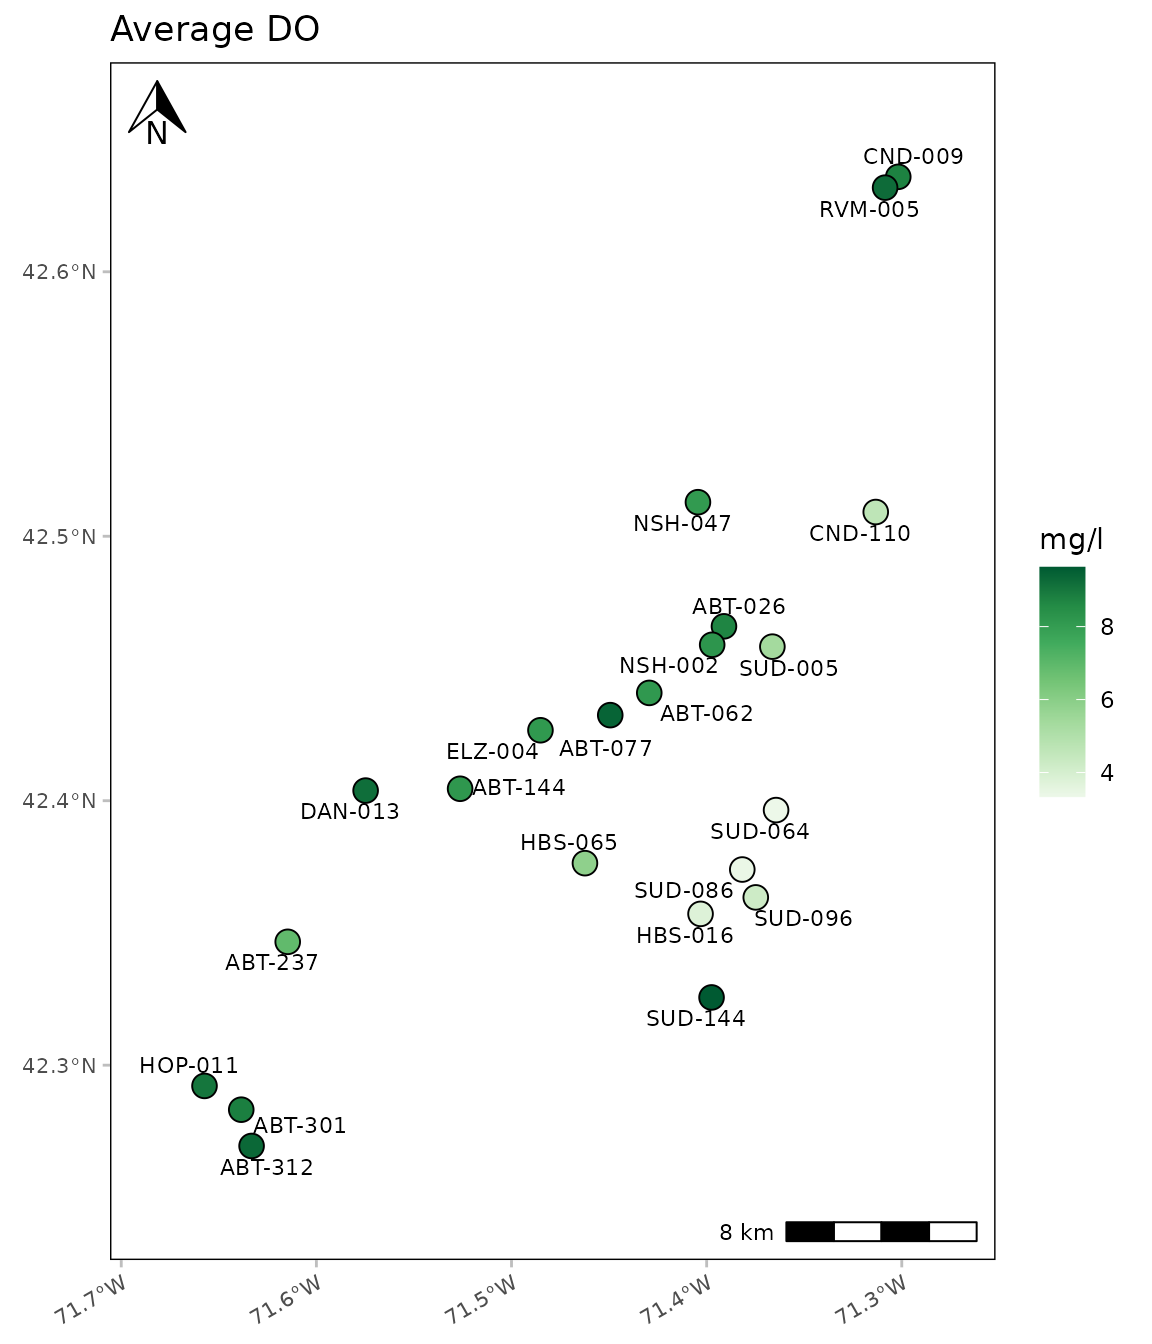 Average DO
N
CND-009
RVM-005
42.6°N
NSH-047
CND-110
42.5°N
mg/l
ABT-026
NSH-002
SUD-005
8
ABT-062
6
ELZ-004
ABT-077
4
ABT-144
42.4°N
DAN-013
SUD-064
HBS-065
SUD-086
SUD-096
HBS-016
ABT-237
SUD-144
42.3°N
HOP-011
ABT-301
ABT-312
8 km
71.7°W
71.6°W
71.5°W
71.4°W
71.3°W